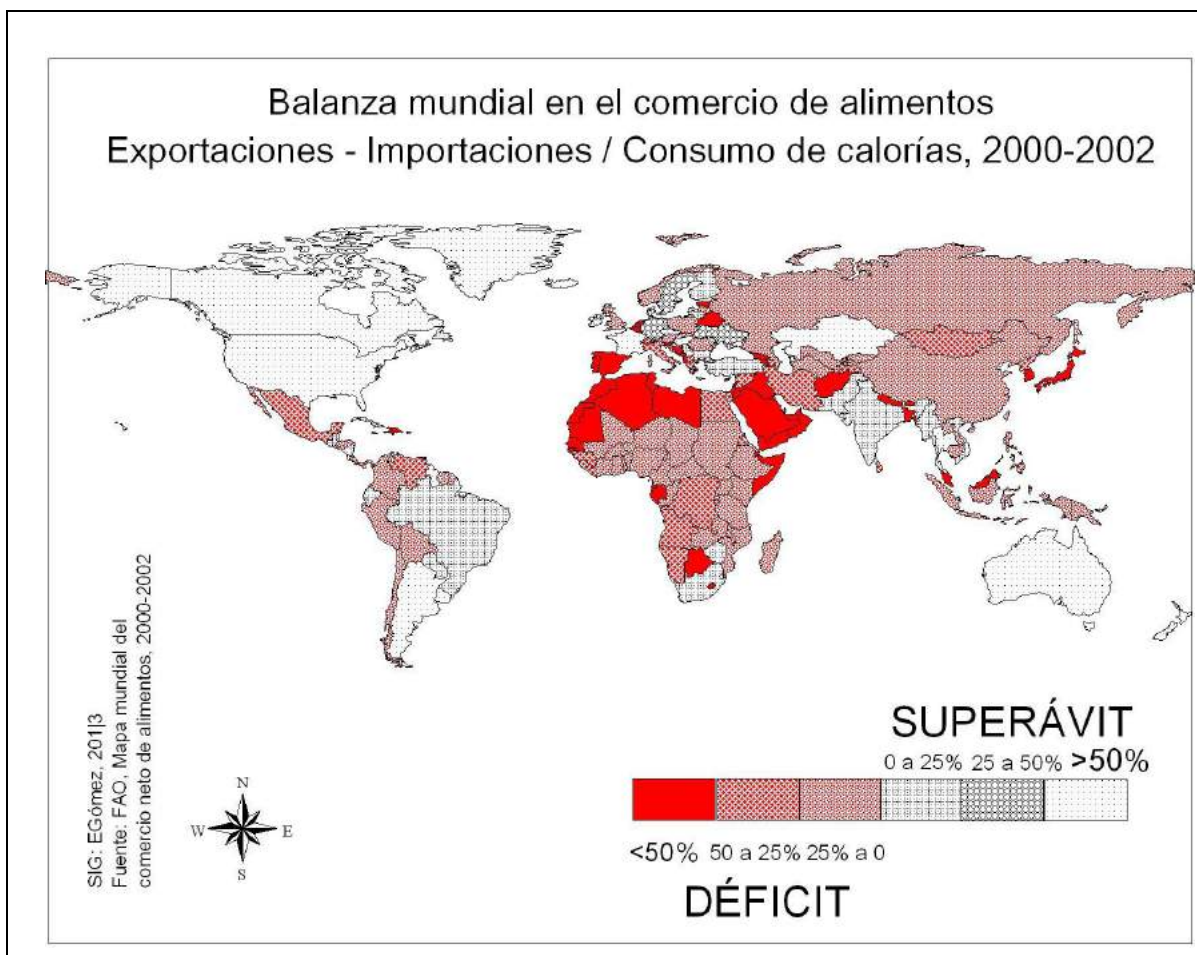 Balanza mundial en el comercio de alimentos
Exportaciones - Importaciones / Consumo de calorías, 2000-2002
SIG: EGómez, 201|3
Fuente: FAO, Mapa mundial del
comercio neto de alimentos, 2000-2002
N
W E
S
SUPERÁVIT
0 a 25% 25 a 50% >50%
<50% 50 a 25% 25% a 0
DÉFICIT